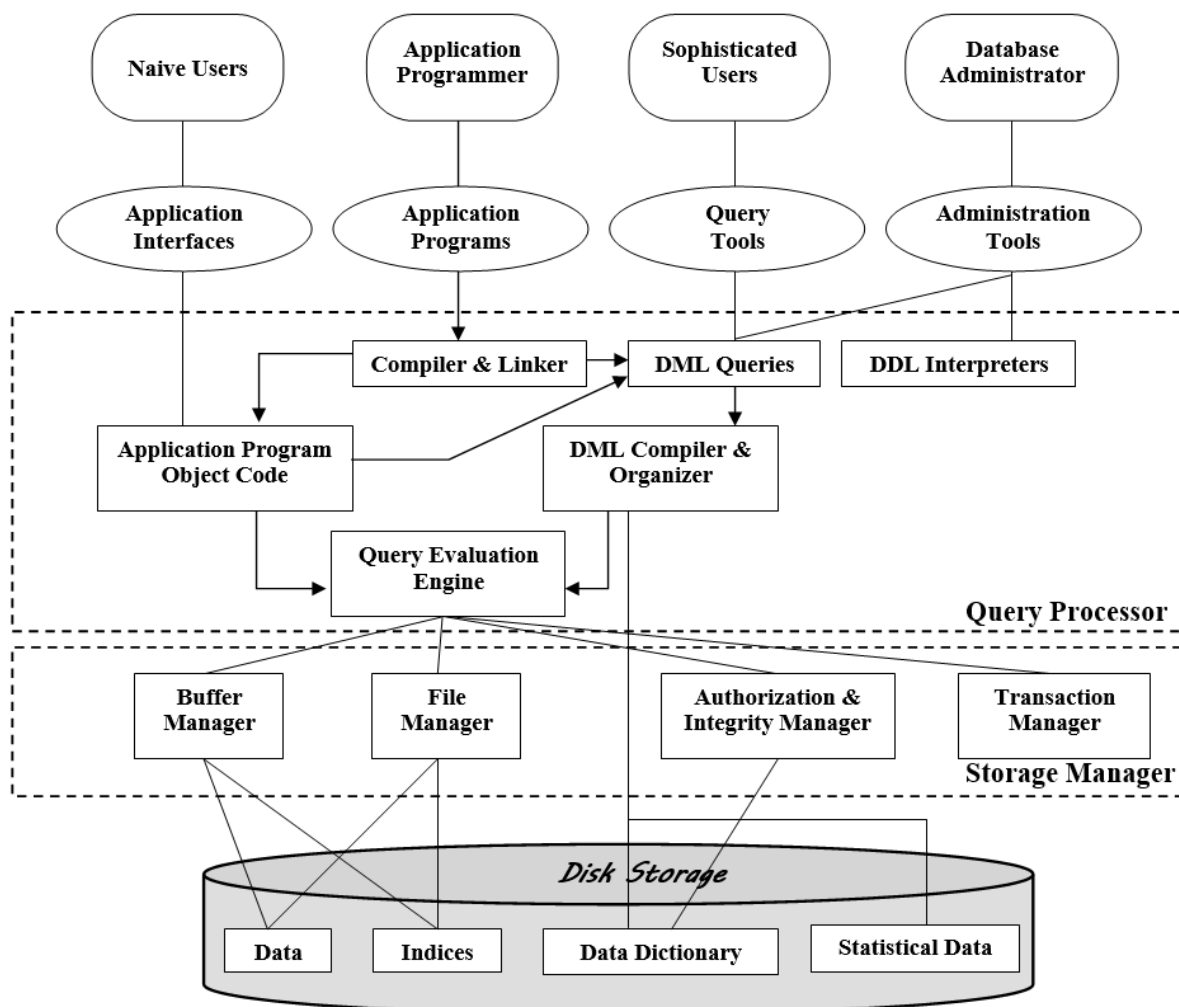 Naive Users
Application
Programmer
Sophisticated
Users
Database
Administrator
Application
Interfaces
Application
Programs
Query
Tools
Administration
Tools
Compiler & Linker
DML Queries
DDL Interpreters
Application Program
Object Code
DML Compiler &
Organizer
Query Evaluation
Engine
Query Processor
Buffer
Manager
File
Manager
Authorization &
Integrity Manager
Transaction
Manager
Storage Manager
Disk Storage
Data
Indices
Data Dictionary
Statistical Data